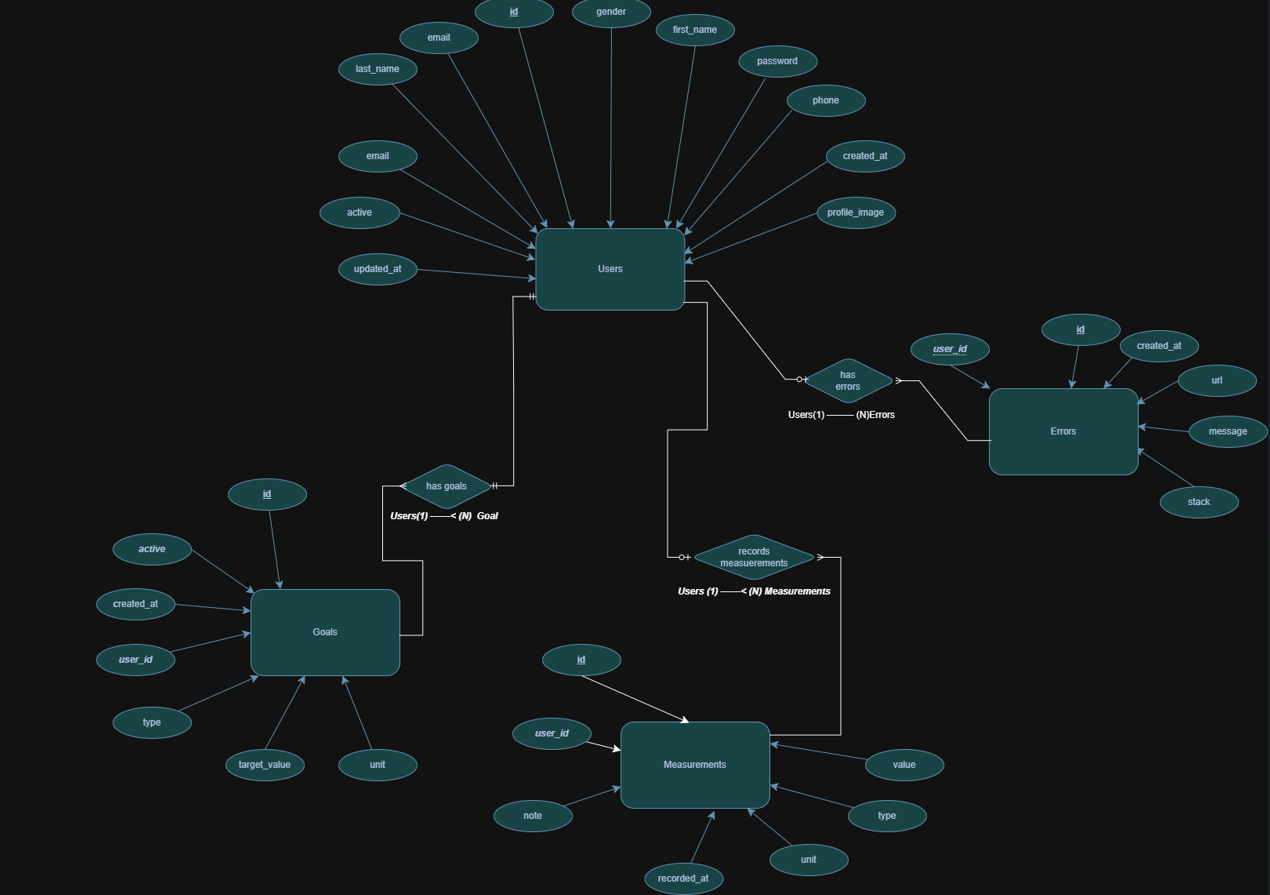 id
gender
first_name
email
last_name
password
phone
email
created_at
active
profile_image
updated_at
Users
user_id
id
created_at
url
message
stack
Errors
has
errors
Users(1) ——— (N)Errors
has goals
Users(1) ——< (N) Goal
id
active
created_at
user_id
type
target_value
unit
Goals
records
measuerements
Users (1) ——< (N) Measurements
id
user_id
note
recorded_at
unit
type
value
Measurements